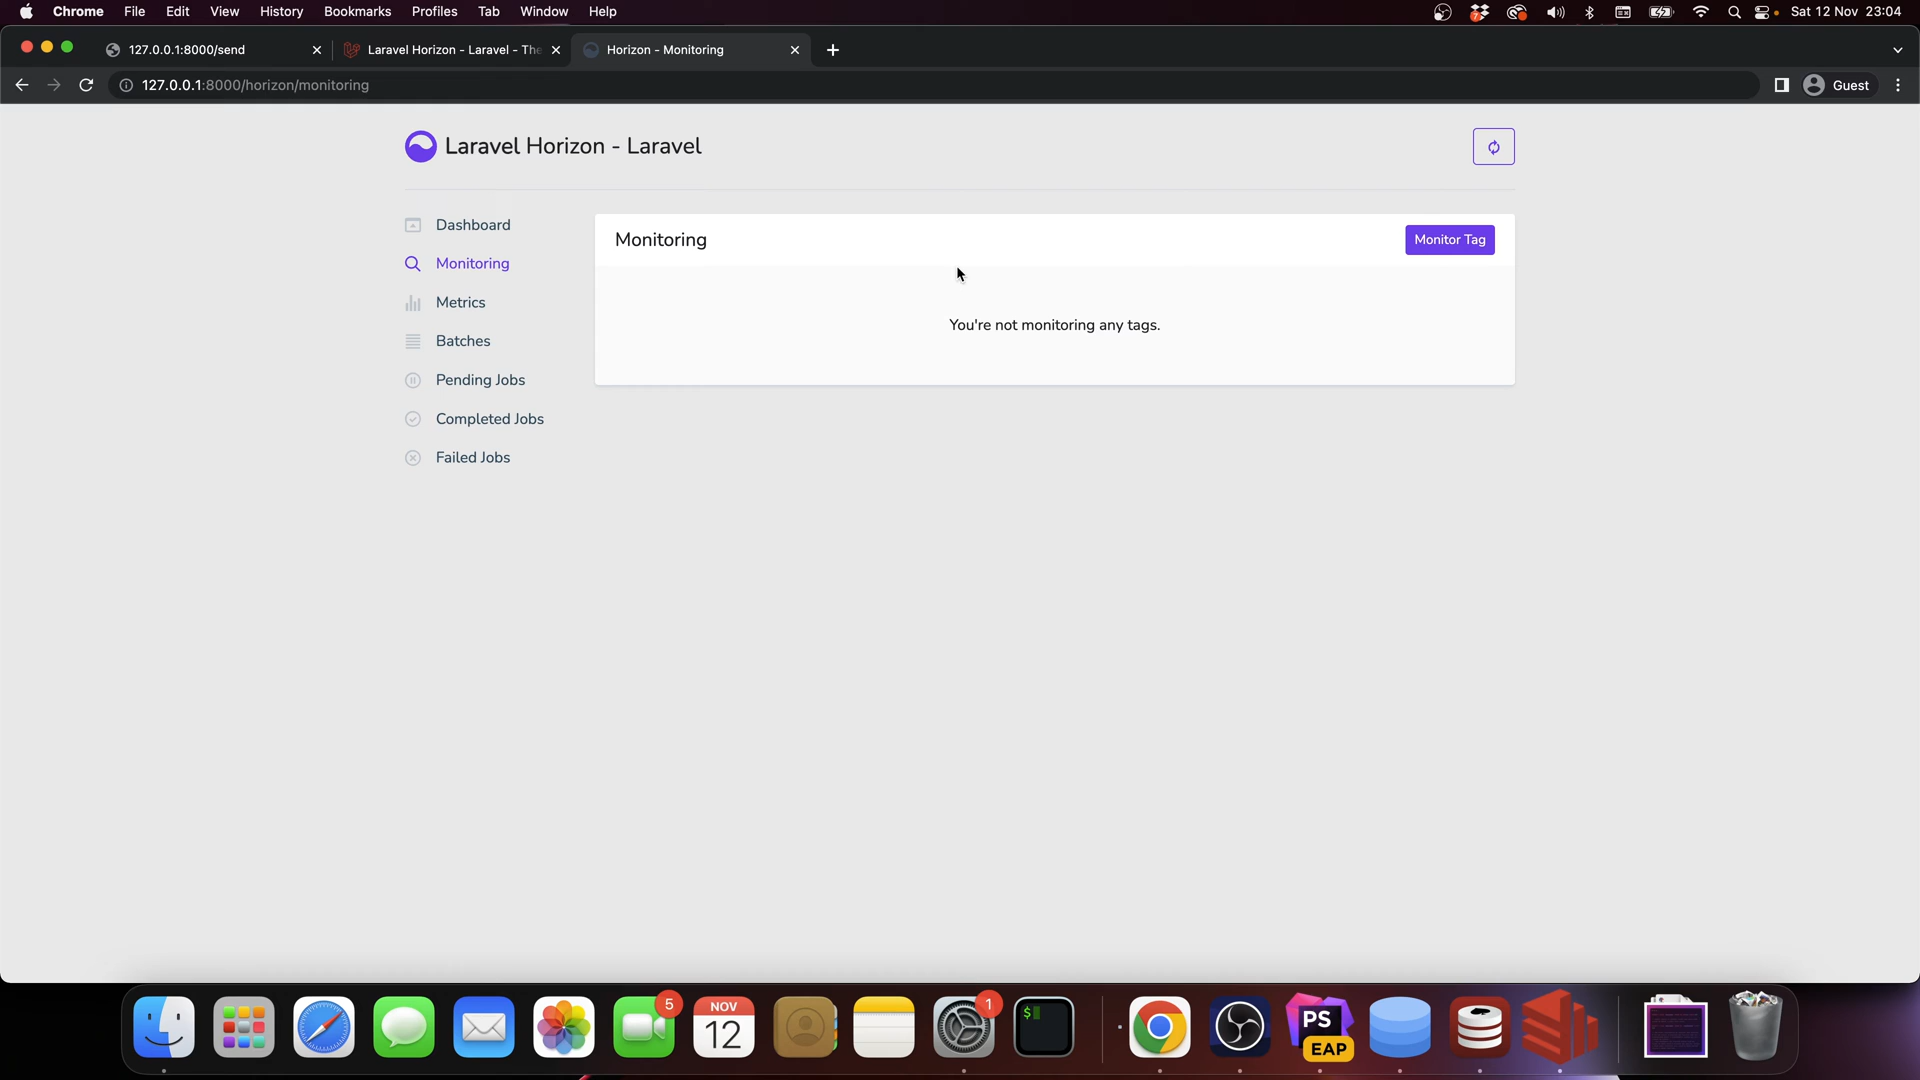 Chrome File Edit View History Bookmarks Profiles Tab Window Help Sat 12 Nov 23:04
127.0.0.1:8000/send Laravel Horizon - Laravel - The Horizon - Monitoring
127.0.0.1:8000/horizon/monitoring Guest
Laravel Horizon - Laravel
Dashboard
Monitoring
Metrics
Batches
Pending Jobs
Completed Jobs
Failed Jobs
Monitoring Monitor Tag
You're not monitoring any tags.
5 NOV 1
12 $ PS
EAP